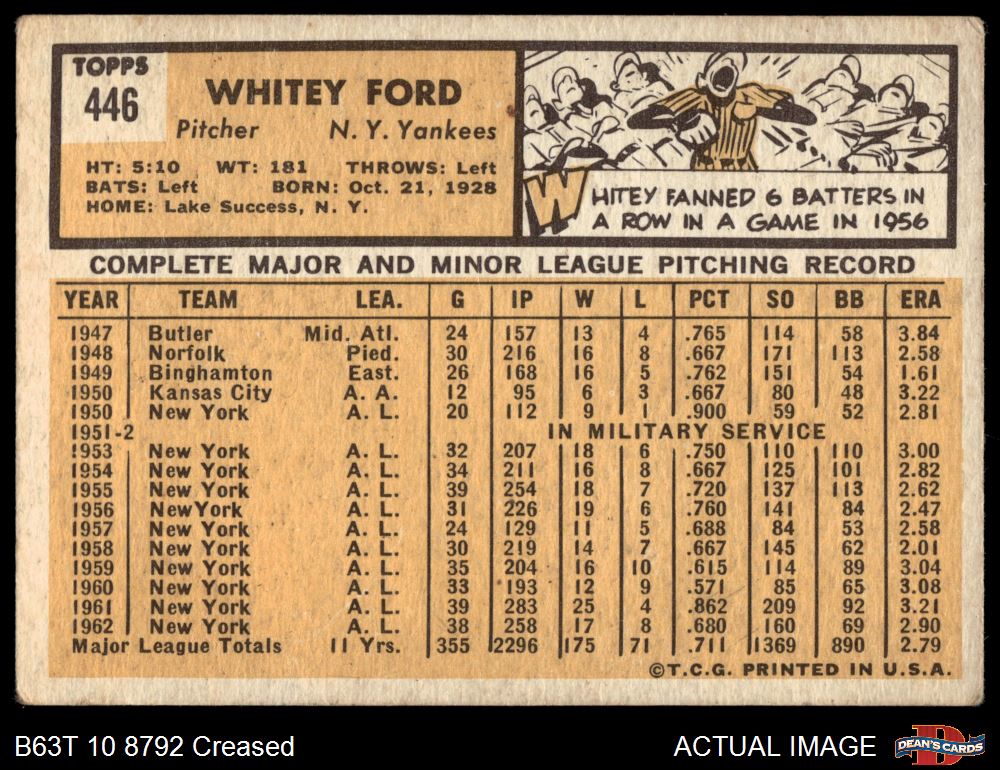 TOPPS
446
WHITEY FORD
Pitcher N. Y. Yankees
HT: 5:10 WT: 181 THROWS: Left
BATS: Left BORN: Oct. 21, 1928
HOME: Lake Success, N. Y.
WHITEY FANNED 6 BATTERS IN
A ROW IN A GAME IN 1956
COMPLETE MAJOR AND MINOR LEAGUE PITCHING RECORD
YEAR TEAM LEA. G IP W L PCT SO BB ERA
1947 Butler Mid. Atl. 24 157 13 4 .765 114 58 3.84
1948 Norfolk Pied. 30 216 16 8 .667 171 113 2.58
1949 Binghamton East. 26 168 16 5 .762 151 54 1.61
1950 Kansas City A. A. 12 95 6 3 .667 80 48 3.22
1950 New York A. L. 20 112 9 1 .900 59 52 2.81
1951-2 IN MILITARY SERVICE
1953 New York A. L. 32 207 18 6 .750 110 110 3.00
1954 New York A. L. 34 211 16 8 .667 125 101 2.82
1955 New York A. L. 39 254 18 7 .720 137 113 2.62
1956 NewYork A. L. 31 226 19 6 .760 141 84 2.47
1957 New York A. L. 24 129 11 5 .688 84 53 2.58
1958 New York A. L. 30 219 14 7 .667 145 62 2.01
1959 New York A. L. 35 204 16 10 .615 114 89 3.04
1960 New York A. L. 33 193 12 9 .571 85 65 3.08
1961 New York A. L. 39 283 25 4 .862 209 92 3.21
1962 New York A. L. 38 258 17 8 .680 160 69 2.90
Major League Totals 11 Yrs. 355 2296 175 71 .711 1369 890 2.79
©T.C.G. PRINTED IN U.S.A.
B63T 10 8792 Creased ACTUAL IMAGE DEAN'S CARDS